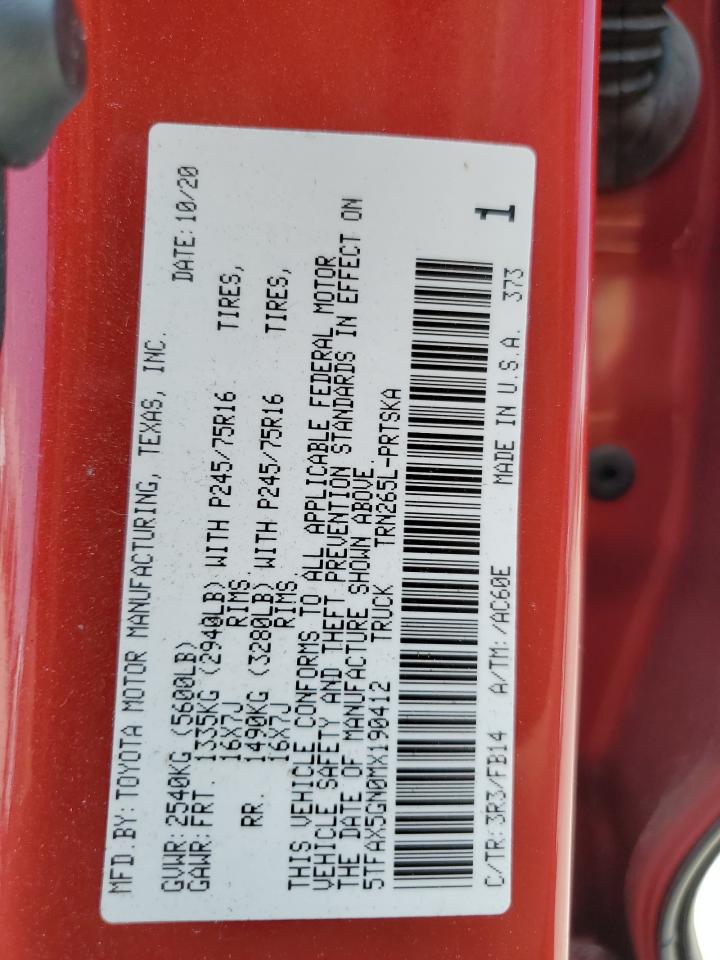 MFD.BY: TOYOTA MOTOR MANUFACTURING, TEXAS, INC.
DATE: 10/20
GVWR: 2540KG (5600LB)
GAWR: FRT. 1335KG (2940LB) WITH P245/75R16 TIRES,
16X7J RIMS.
RR. 1490KG (3280LB) WITH P245/75R16 TIRES,
16X7J RIMS.
THIS VEHICLE CONFORMS TO ALL APPLICABLE FEDERAL MOTOR
VEHICLE SAFETY AND THEFT PREVENTION STANDARDS IN EFFECT ON
THE DATE OF MANUFACTURE SHOWN ABOVE.
5TFAX5GN0MX190412 TRUCK TRN265L-PRTSKA
C/TR: 3R3/FB14 A/TM: /AC60E MADE IN U.S.A. 373
1